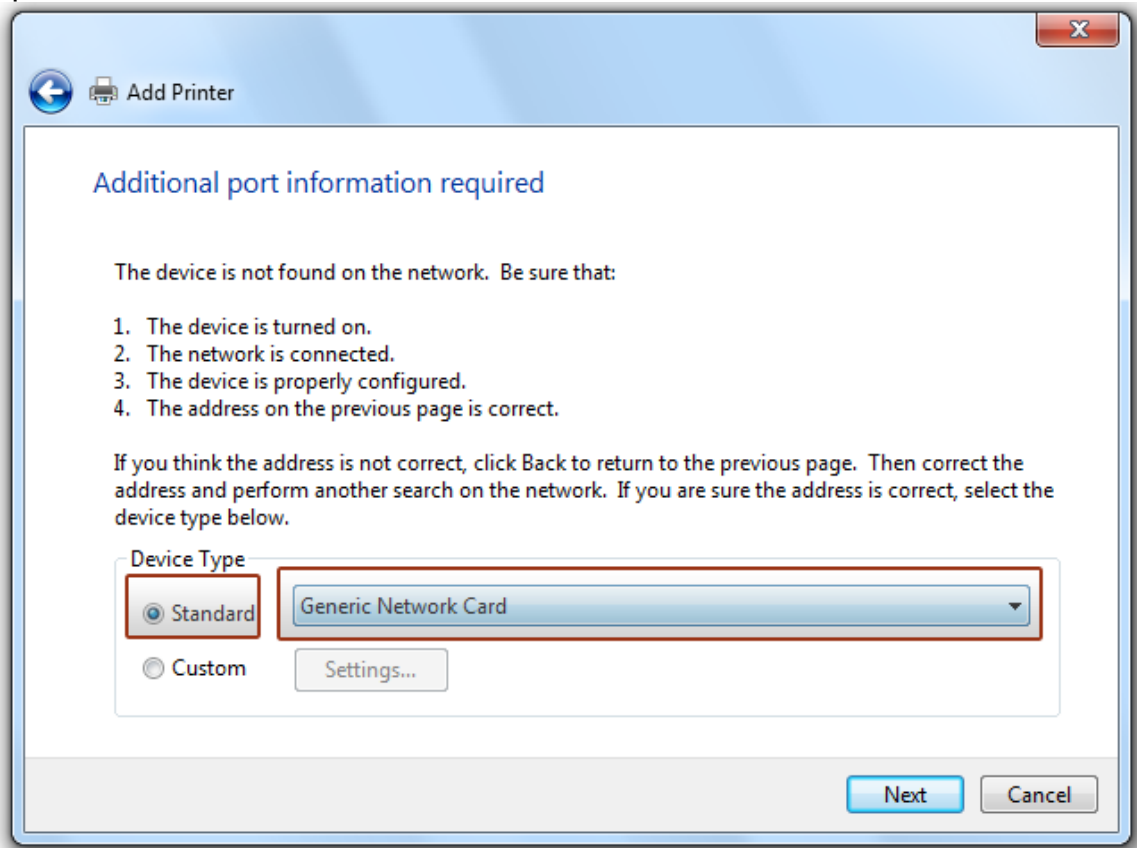 Add Printer
Additional port information required
The device is not found on the network.  Be sure that:
1.  The device is turned on.
2.  The network is connected.
3.  The device is properly configured.
4.  The address on the previous page is correct.
If you think the address is not correct, click Back to return to the previous page.  Then correct the
address and perform another search on the network.  If you are sure the address is correct, select the
device type below.
Device Type
Standard Generic Network Card
Custom Settings...
Next Cancel